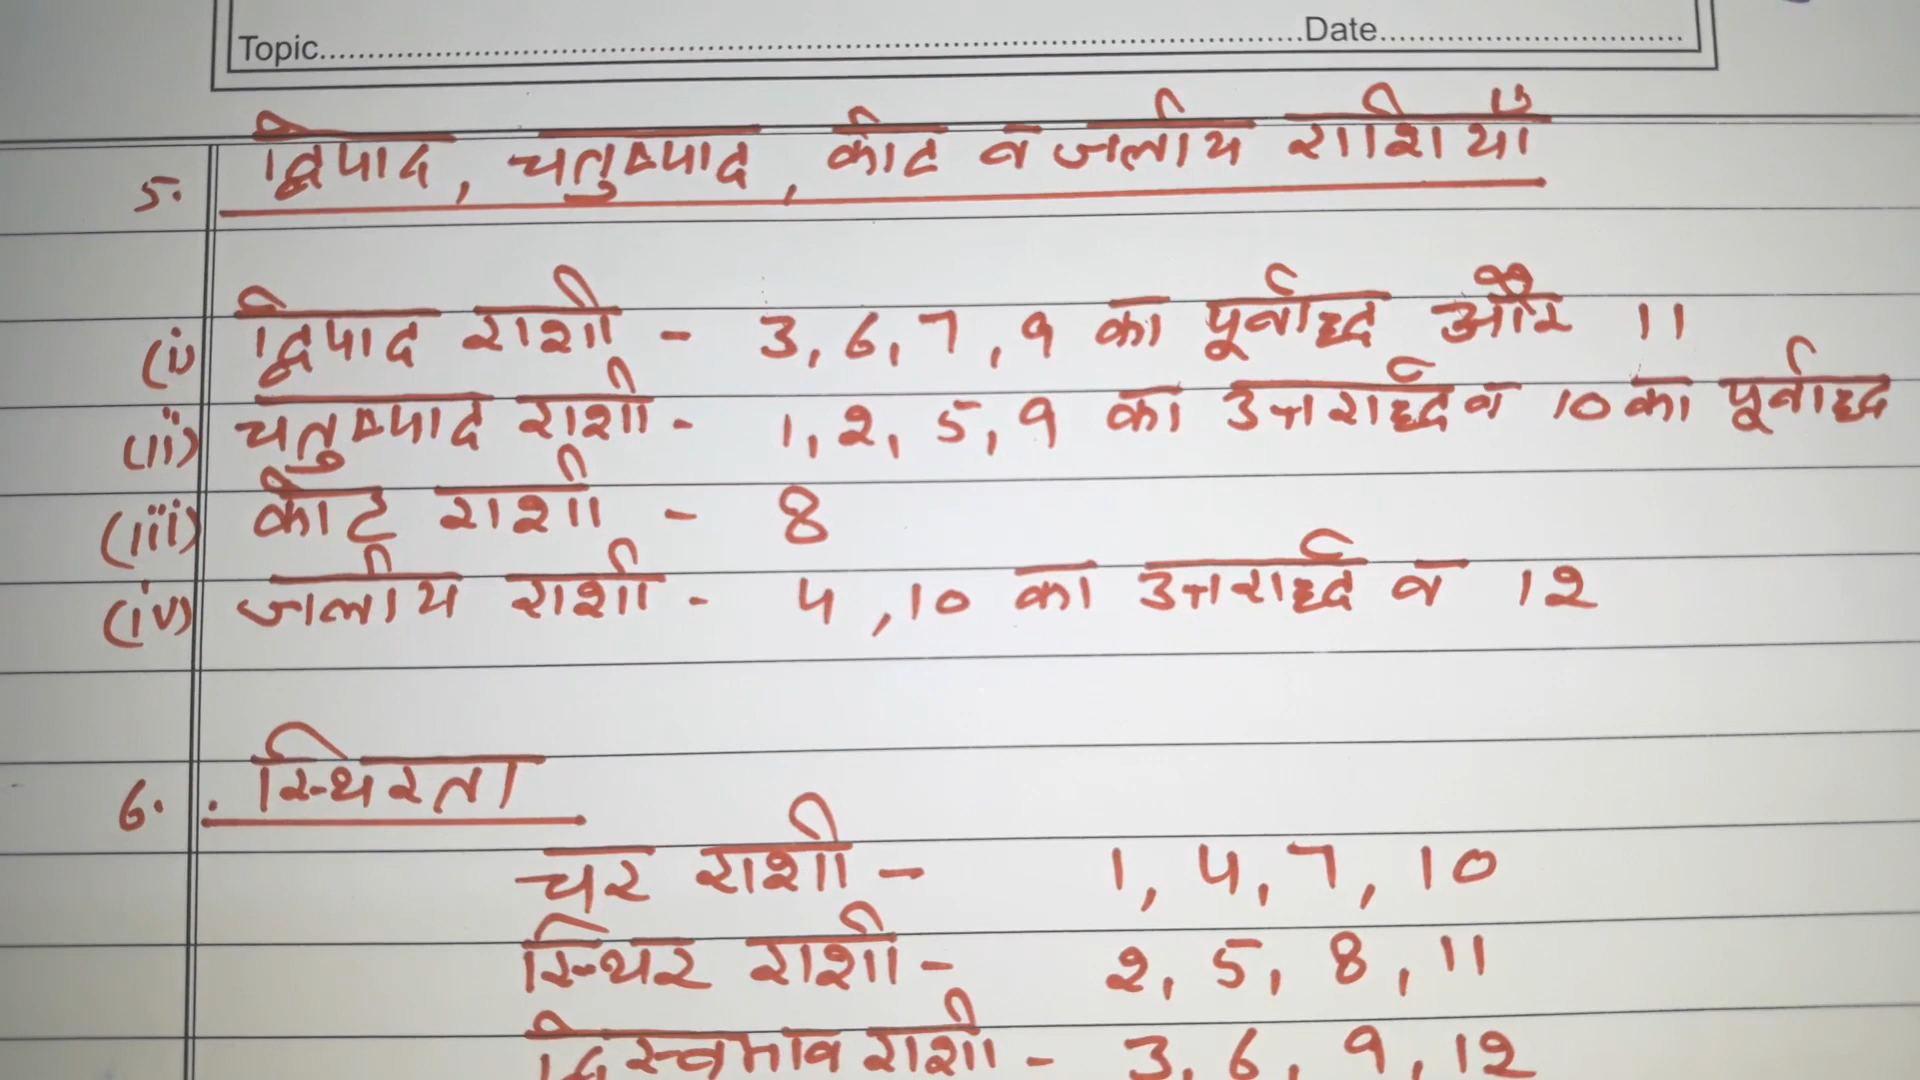 Topic Date
5. द्विपाद, चतुष्पाद, कीट व जलीय राशियाँ
(i) द्विपाद राशी - 3, 6, 7, 9 का पूर्वार्द्ध और 11
(ii) चतुष्पाद राशी - 1, 2, 5, 9 का उत्तरार्द्ध व 10 का पूर्वार्द्ध
(iii) कीट राशी - 8
(iv) जलीय राशी - 4, 10 का उत्तरार्द्ध व 12
6. स्थिरता
चर राशी - 1, 4, 7, 10
स्थिर राशी - 2, 5, 8, 11
द्विस्वभाव राशी - 3, 6, 9, 12